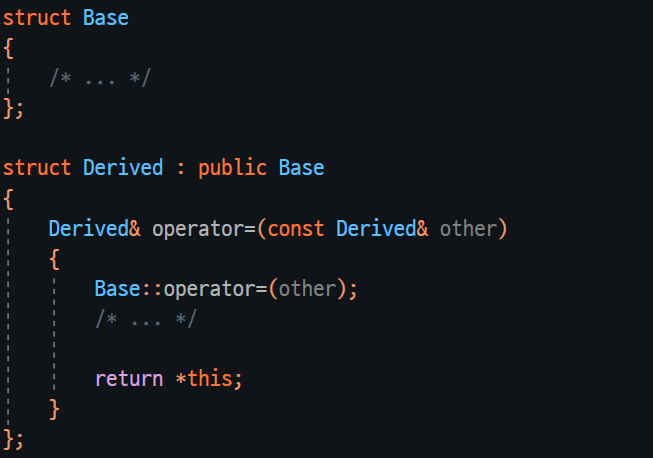 struct Base
{
    /* ... */
};

struct Derived : public Base
{
    Derived& operator=(const Derived& other)
    {
        Base::operator=(other);
        /* ... */

        return *this;
    }
};